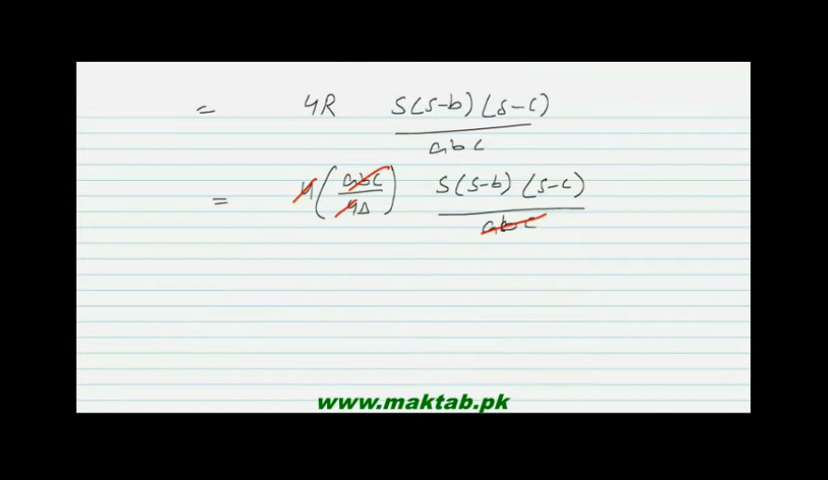 = 4R S(S-b)(S-c)/abc
= 4(abc/4Δ) S(S-b)(S-c)/abc
www.maktab.pk